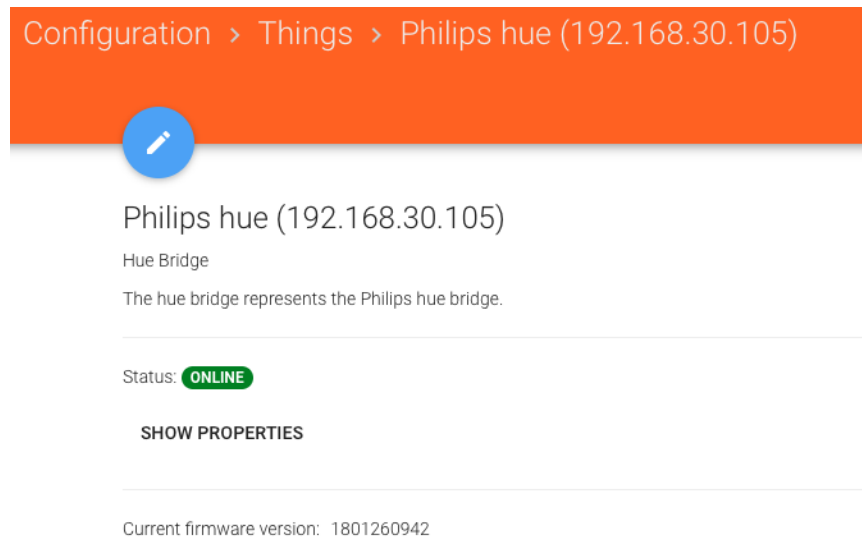 Configuration > Things > Philips hue (192.168.30.105)
Philips hue (192.168.30.105)
Hue Bridge
The hue bridge represents the Philips hue bridge.
Status: ONLINE
SHOW PROPERTIES
Current firmware version: 1801260942